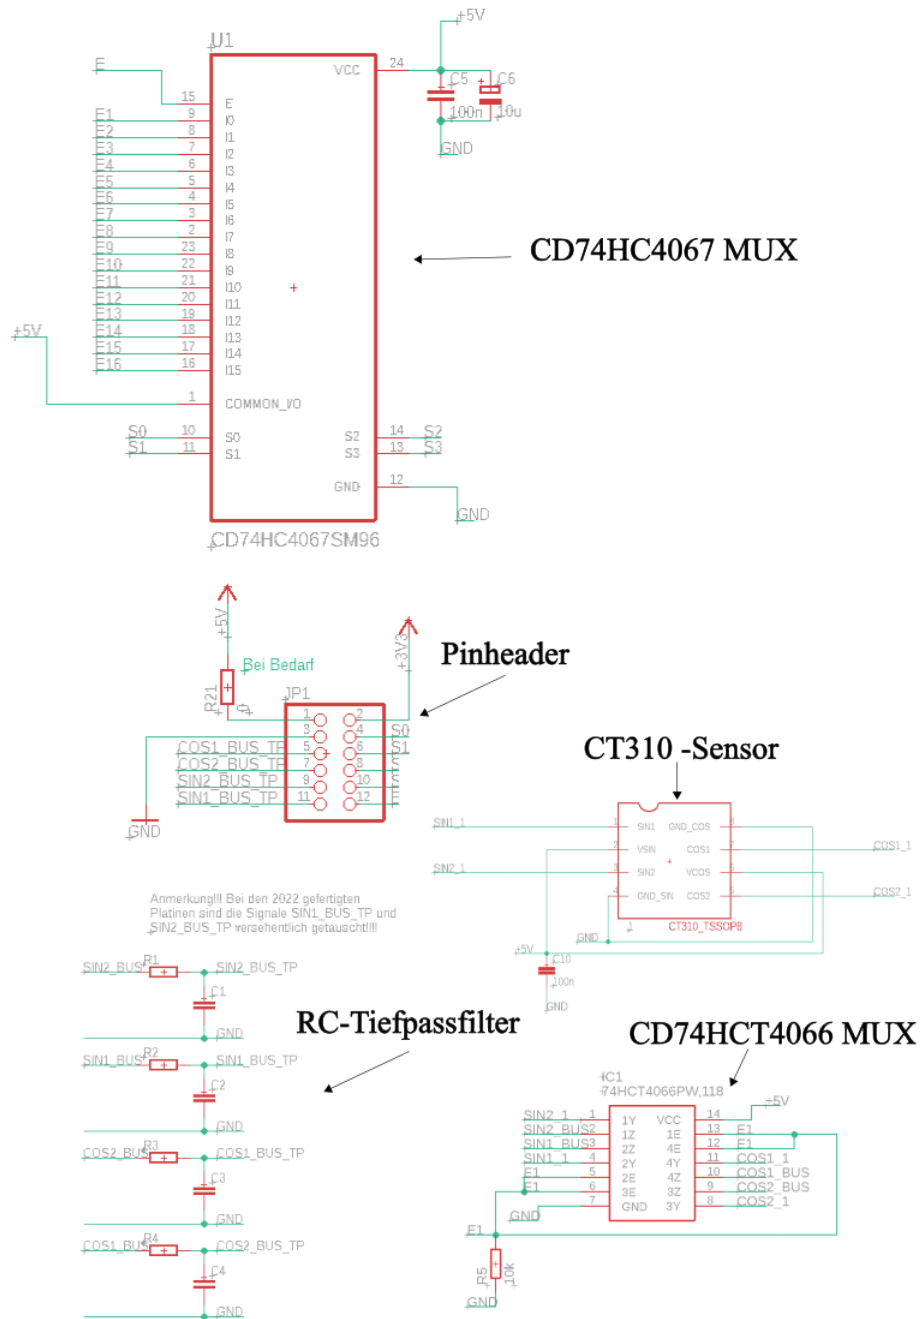 +5V
U1
E
VCC 24
C5
C6
100n
10u
15 E
GND
E1 9 I0
E2 8 I1
E3 7 I2
E4 6 I3
E5 5 I4
E6 4 I5
E7 3 I6
E8 2 I7
E9 23 I8
E10 22 I9
E11 21 I10
E12 20 I11
E13 19 I12
E14 18 I13
E15 17 I14
E16 16 I15
CD74HC4067 MUX
+5V
1 COMMON_I/O
S0 10 S0
S1 11 S1
S2 14 S2
S3 13 S3
GND 12
GND
CD74HC4067SM96
+5V
+3V3
Bei Bedarf
R21
0
Pinheader
JP1
1 2
3 4 S0
COS1_BUS_TP 5 6 S1
COS2_BUS_TP 7 8 S
SIN2_BUS_TP 9 10 S
SIN1_BUS_TP 11 12 E
GND
CT310 -Sensor
SIN1_1 1 SIN1 GND_COS 8
2 VSIN COS1 7 COS1_1
SIN2_1 3 SIN2 VCOS 6
4 GND_SIN COS2 5 COS2_1
1
CT310_TSSOP8
GND
+5V
C10
100n
GND
Anmerkung!!! Bei den 2022 gefertigten
Platinen sind die Signale SIN1_BUS_TP und
SIN2_BUS_TP versehentlich getauscht!!!!
SIN2_BUS R1 SIN2_BUS_TP
C1
GND
SIN1_BUS R2 SIN1_BUS_TP
C2
GND
COS2_BUS R3 COS1_BUS_TP
C3
GND
COS1_BUS R4 COS2_BUS_TP
C4
GND
RC-Tiefpassfilter
CD74HCT4066 MUX
IC1
74HCT4066PW,118
+5V
SIN2_1 1 1Y VCC 14
SIN2_BUS 2 1Z 1E 13 E1
SIN1_BUS 3 2Z 4E 12 E1
SIN1_1 4 2Y 4Y 11 COS1_1
E1 5 2E 4Z 10 COS1_BUS
E1 6 3E 3Z 9 COS2_BUS
7 GND 3Y 8 COS2_1
GND
E1
R5
10k
GND